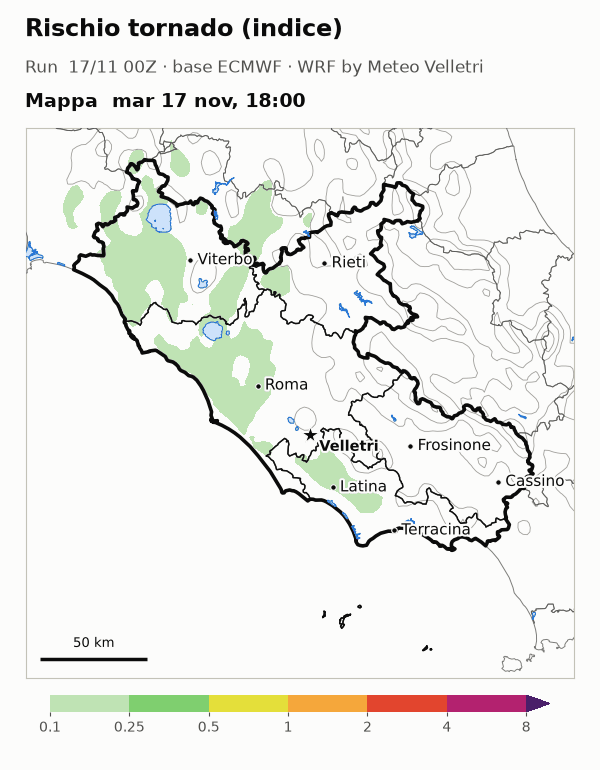 Rischio tornado (indice)
Run 17/11 00Z · base ECMWF · WRF by Meteo Velletri
Mappa mar 17 nov, 18:00
Viterbo
Rieti
Roma
Velletri
Frosinone
Cassino
Latina
Terracina
50 km
0.1 0.25 0.5 1 2 4 8